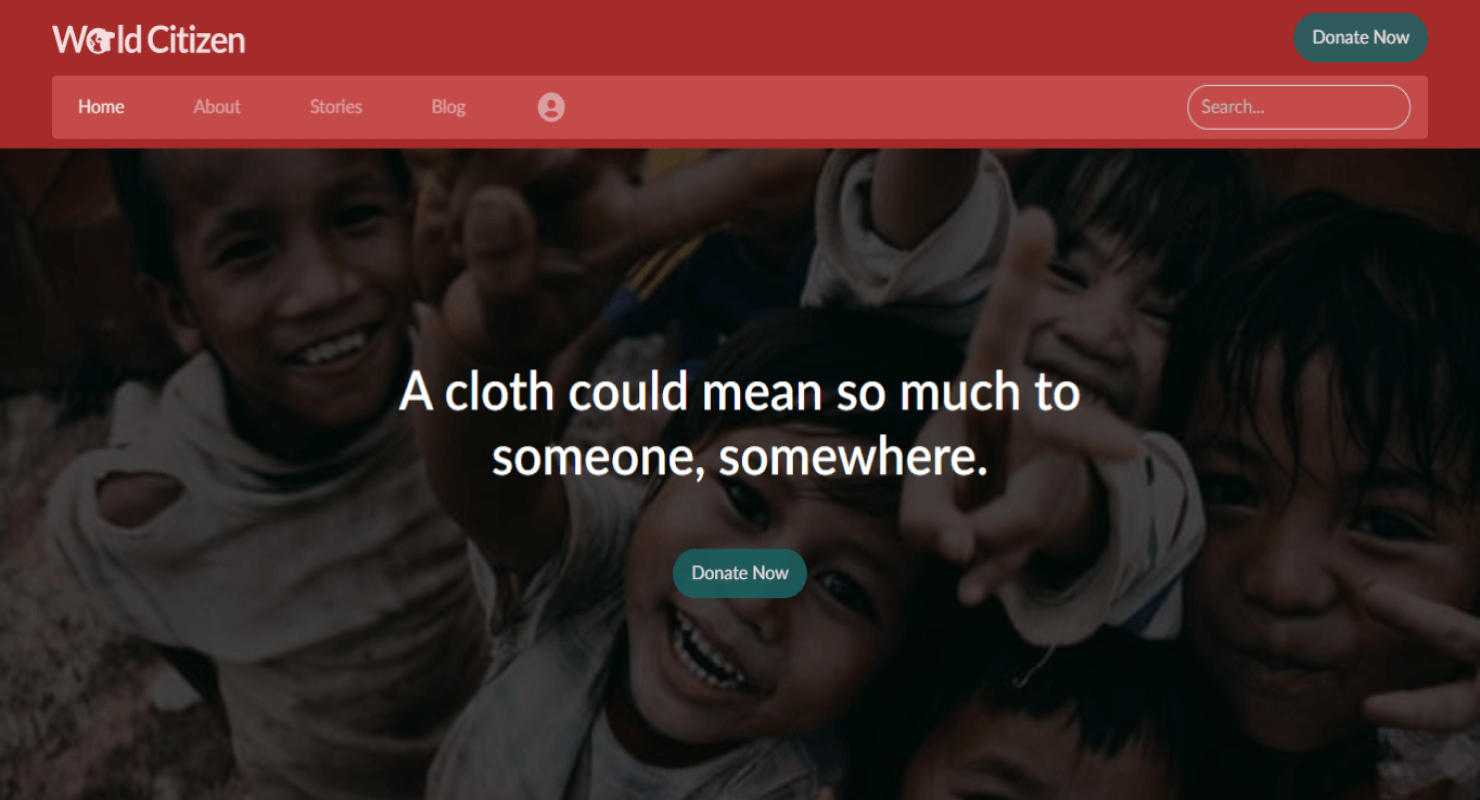 World Citizen
Donate Now
Home About Stories Blog
Search...
A cloth could mean so much to
someone, somewhere.
Donate Now